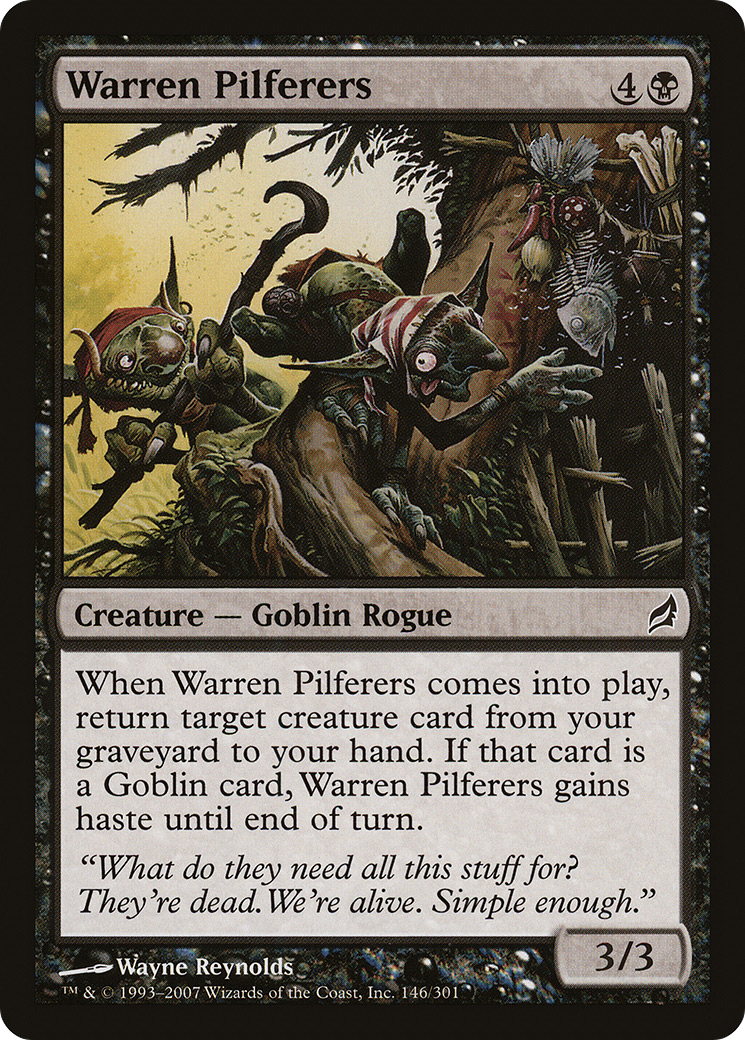 Warren Pilferers 4
Creature — Goblin Rogue
When Warren Pilferers comes into play,
return target creature card from your
graveyard to your hand. If that card is
a Goblin card, Warren Pilferers gains
haste until end of turn.
“What do they need all this stuff for?
They’re dead. We’re alive. Simple enough.”
3/3
Wayne Reynolds
™ & © 1993–2007 Wizards of the Coast, Inc. 146/301